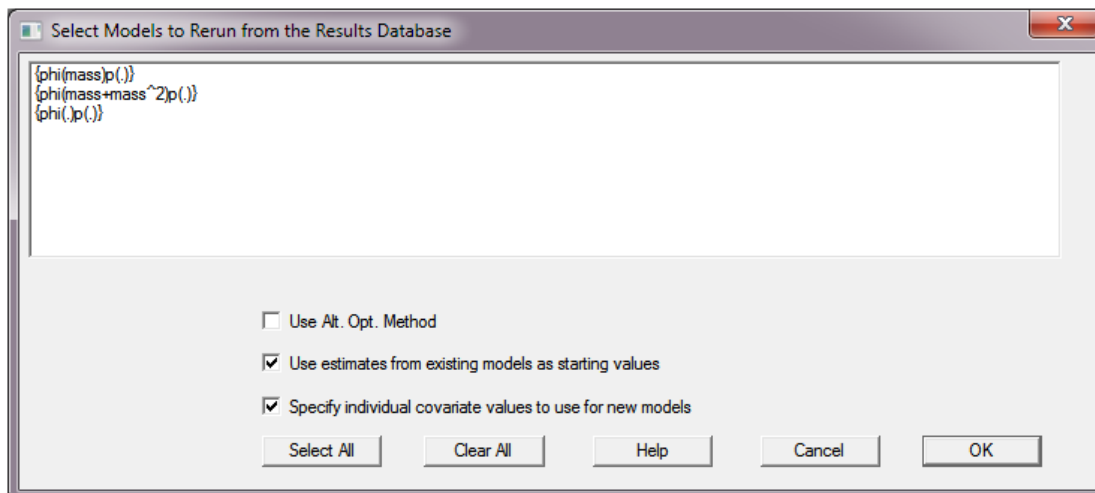 Select Models to Rerun from the Results Database
{phi(mass)p(.)}
{phi(mass+mass^2)p(.)}
{phi(.)p(.)}
Use Alt. Opt. Method
Use estimates from existing models as starting values
Specify individual covariate values to use for new models
Select All Clear All Help Cancel OK